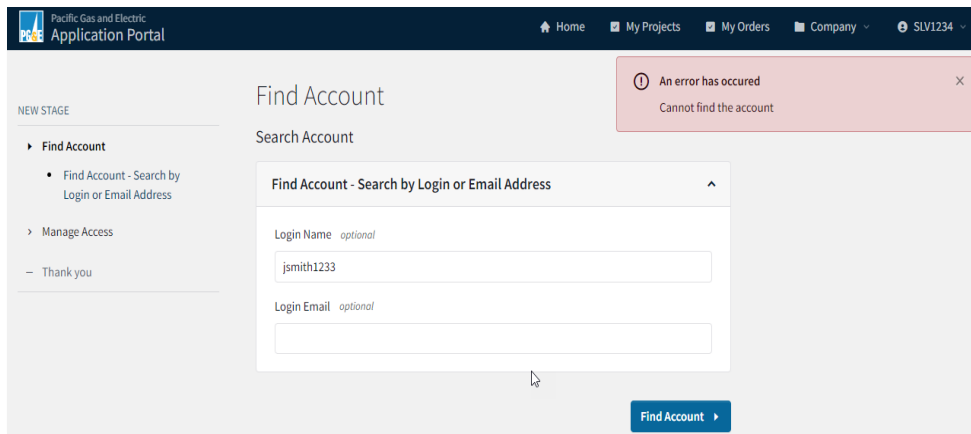 Pacific Gas and Electric
Application Portal
PG&E
Home
My Projects
My Orders
Company
SLV1234
An error has occured
Cannot find the account
NEW STAGE
Find Account
Find Account - Search by
Login or Email Address
Manage Access
Thank you
Find Account
Search Account
Find Account - Search by Login or Email Address
Login Name optional
jsmith1233
Login Email optional
Find Account